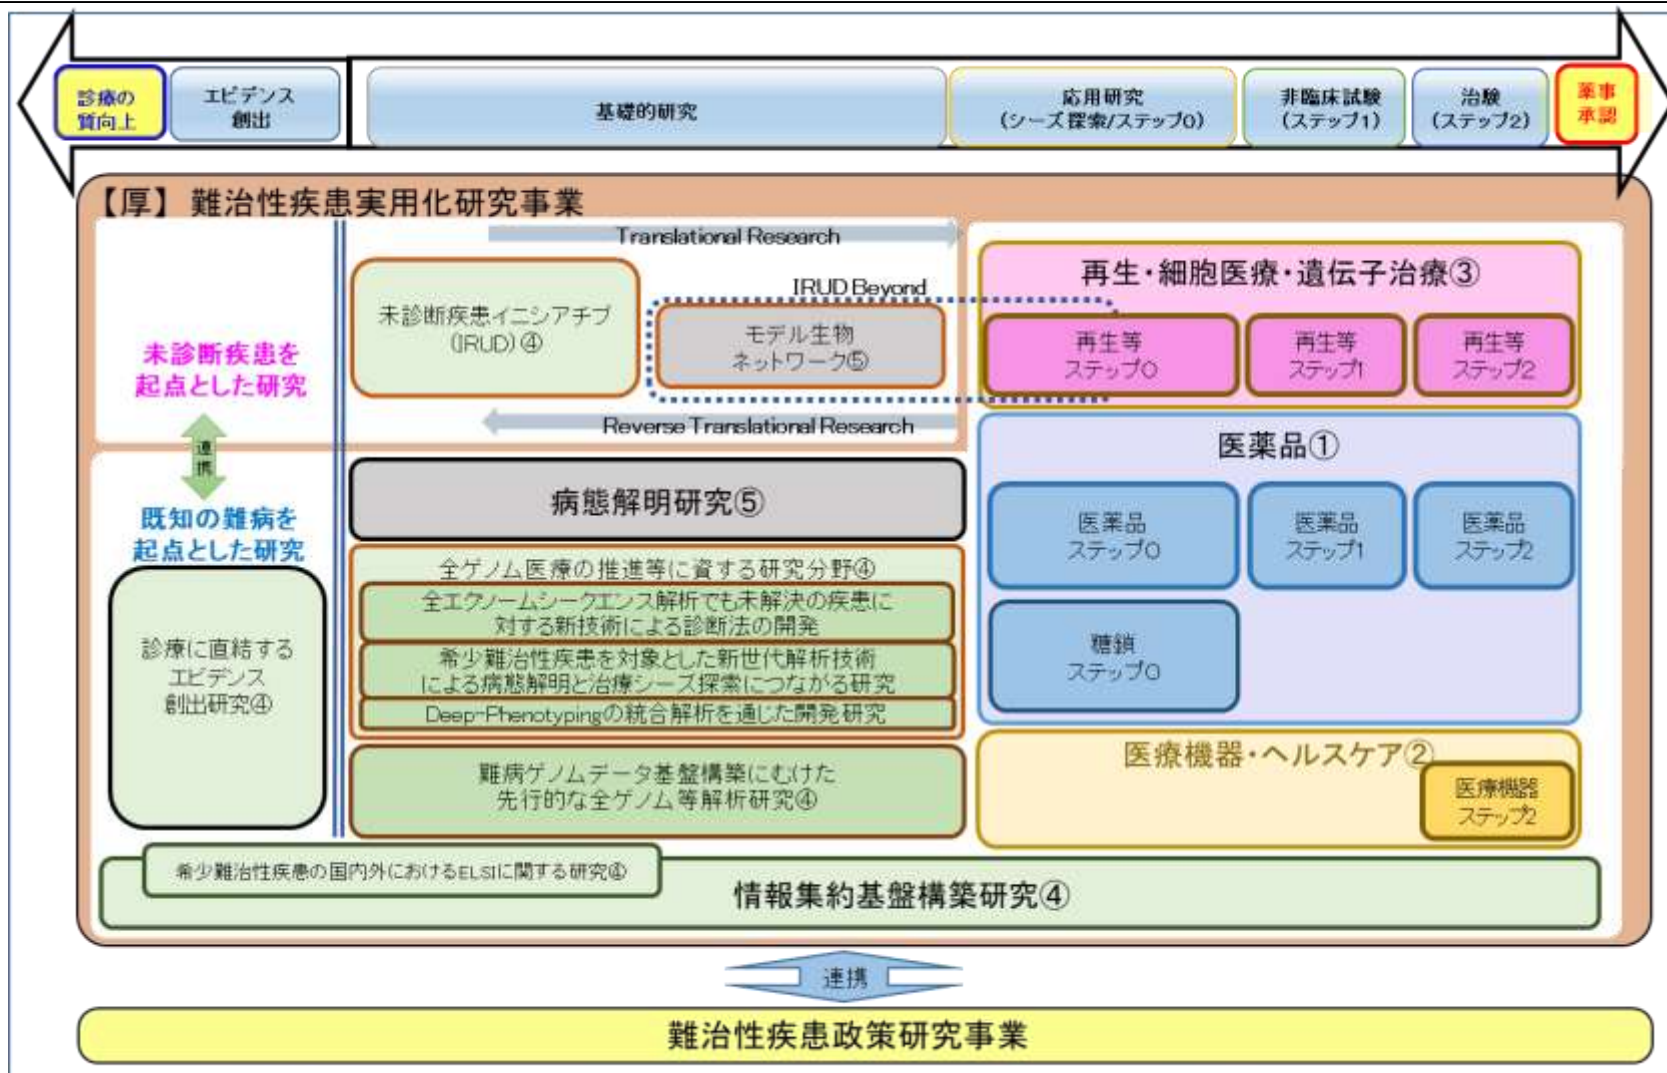 診療の
質向上
エビデンス
創出
基礎的研究
応用研究
(シーズ探索/ステップ0)
非臨床試験
(ステップ1)
治験
(ステップ2)
薬事
承認
【厚】難治性疾患実用化研究事業
Translational Research
未診断疾患を
起点とした研究
未診断疾患イニシアチブ
(IRUD)④
IRUD Beyond
モデル生物
ネットワーク⑤
Reverse Translational Research
再生・細胞医療・遺伝子治療③
再生等
ステップ0
再生等
ステップ1
再生等
ステップ2
連
携
既知の難病を
起点とした研究
診療に直結する
エビデンス
創出研究④
病態解明研究⑤
全ゲノム医療の推進等に資する研究分野④
全エクソームシークエンス解析でも未解決の疾患に
対する新技術による診断法の開発
希少難治性疾患を対象とした新世代解析技術
による病態解明と治療シーズ探索につながる研究
Deep-Phenotypingの統合解析を通じた開発研究
難病ゲノムデータ基盤構築にむけた
先行的な全ゲノム等解析研究④
医薬品①
医薬品
ステップ0
医薬品
ステップ1
医薬品
ステップ2
糖鎖
ステップ0
医療機器・ヘルスケア②
医療機器
ステップ2
希少難治性疾患の国内外におけるELSIに関する研究④
情報集約基盤構築研究④
連携
難治性疾患政策研究事業